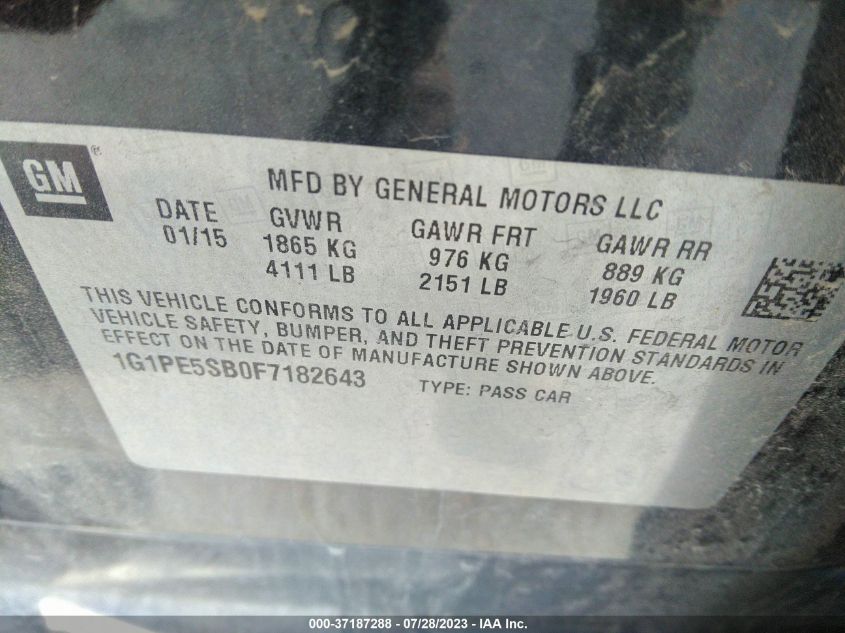 GM ®
MFD BY GENERAL MOTORS LLC
DATE GVWR GAWR FRT GAWR RR
01/15 1865 KG 976 KG 889 KG
4111 LB 2151 LB 1960 LB
THIS VEHICLE CONFORMS TO ALL APPLICABLE U.S. FEDERAL MOTOR
VEHICLE SAFETY, BUMPER, AND THEFT PREVENTION STANDARDS IN
EFFECT ON THE DATE OF MANUFACTURE SHOWN ABOVE.
1G1PE5SB0F7182643 TYPE: PASS CAR
000-37187288 - 07/28/2023 - IAA Inc.